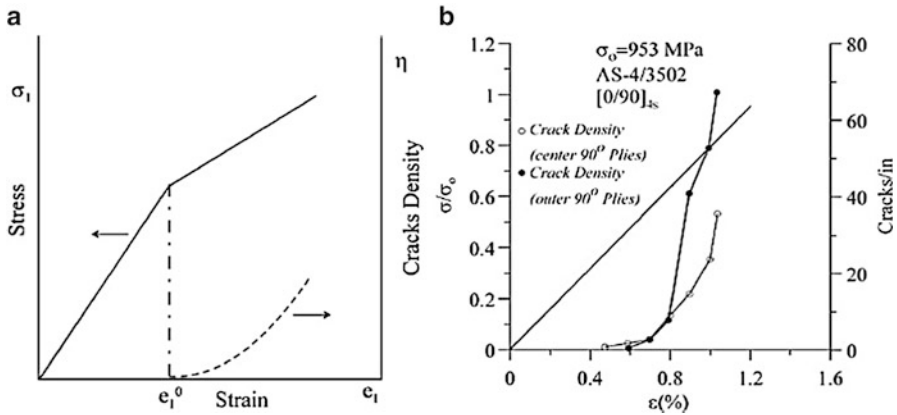 a
σ₁
Stress
e₁⁰
Strain
e₁
η
Cracks Density
b
σₒ=953 MPa
AS-4/3502
[0/90]₄ₛ
Crack Density
(center 90° Plies)
Crack Density
(outer 90° Plies)
σ/σₒ
1.2
1
0.8
0.6
0.4
0.2
0
0
0.4
0.8
1.2
1.6
ε(%)
80
60
40
20
0
Cracks/in